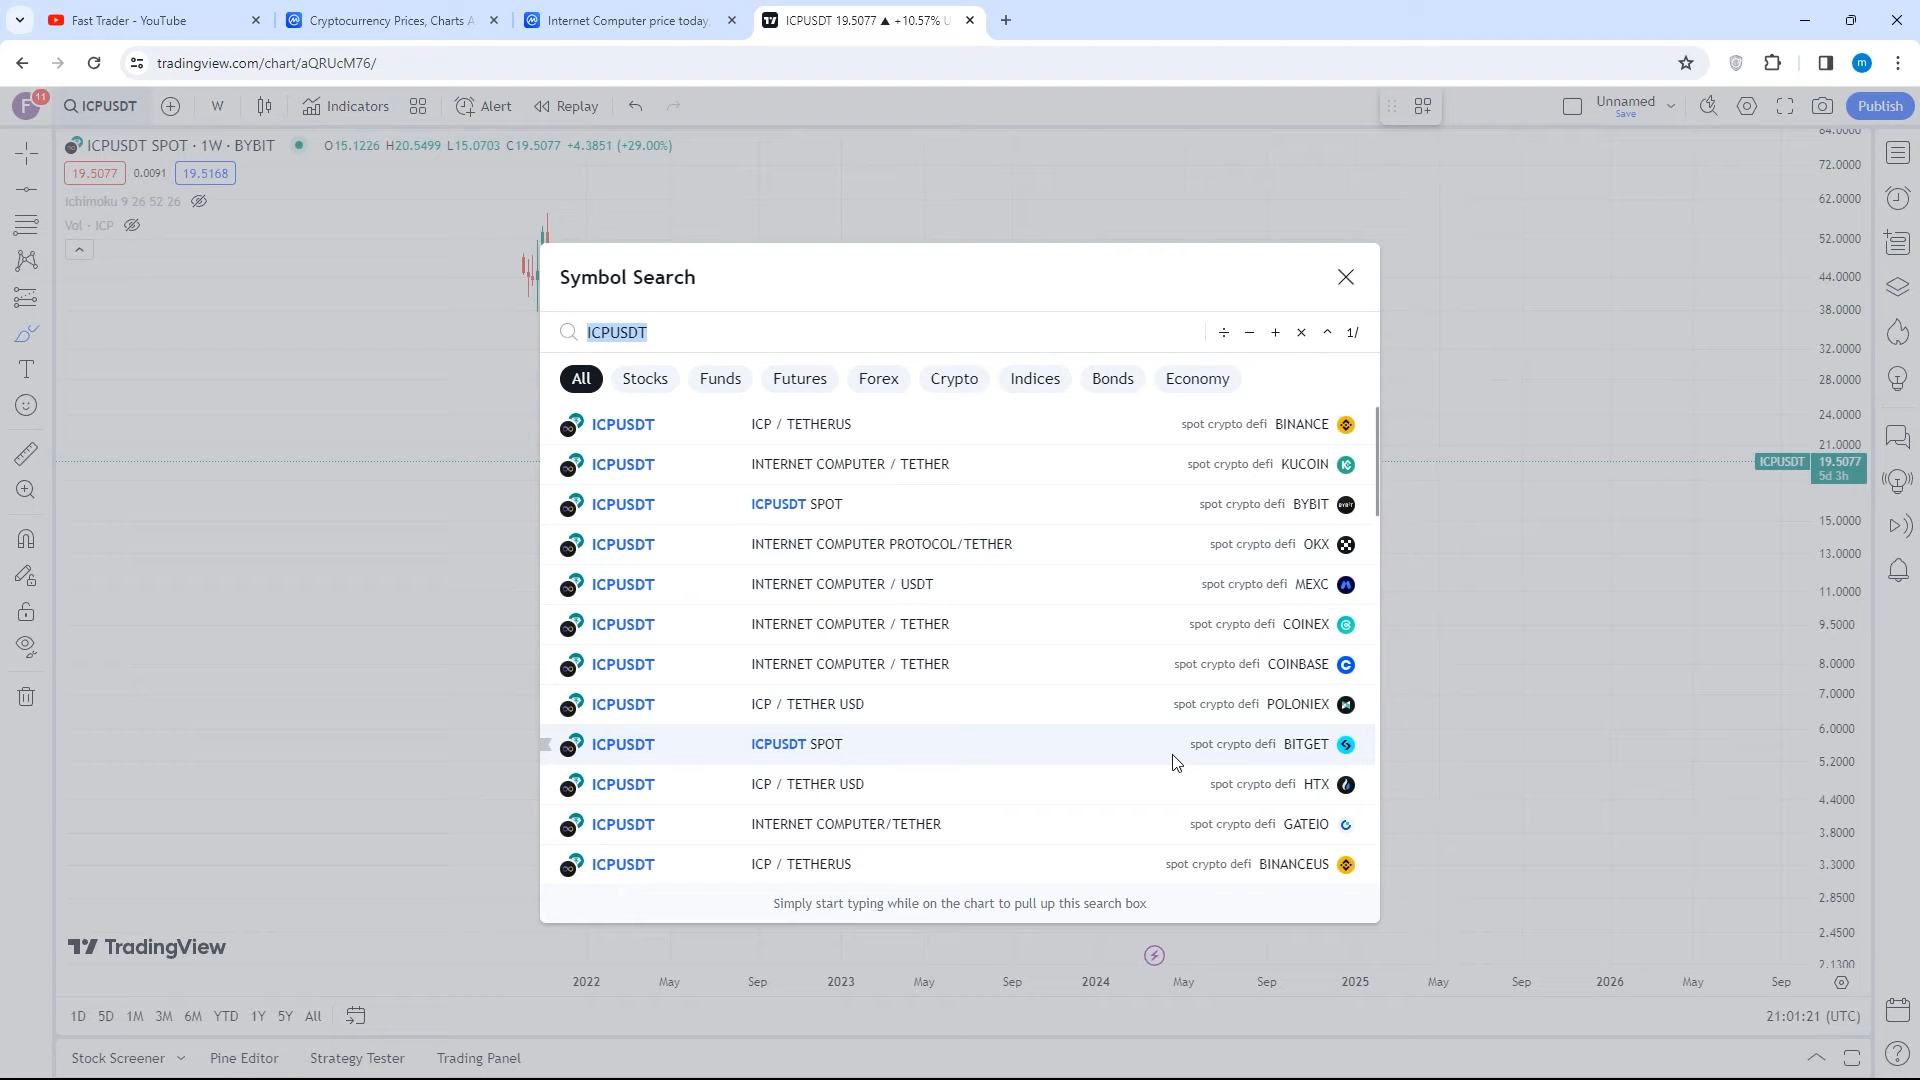 Fast Trader - YouTube
Cryptocurrency Prices, Charts A
Internet Computer price today,
ICPUSDT 19.5077 ▲ +10.57% U
tradingview.com/chart/aQRUcM76/
m
F 11
ICPUSDT
W
Indicators
Alert
Replay
Unnamed
Save
Publish
ICPUSDT SPOT · 1W · BYBIT
O15.1226 H20.5499 L15.0703 C19.5077 +4.3851 (+29.00%)
19.5077 0.0091 19.5168
Ichimoku 9 26 52 26
Vol · ICP
Symbol Search
ICPUSDT
÷ − + × ^ 1/
All Stocks Funds Futures Forex Crypto Indices Bonds Economy
ICPUSDT ICP / TETHERUS spot crypto defi BINANCE
ICPUSDT INTERNET COMPUTER / TETHER spot crypto defi KUCOIN
ICPUSDT ICPUSDT SPOT spot crypto defi BYBIT
ICPUSDT INTERNET COMPUTER PROTOCOL/TETHER spot crypto defi OKX
ICPUSDT INTERNET COMPUTER / USDT spot crypto defi MEXC
ICPUSDT INTERNET COMPUTER / TETHER spot crypto defi COINEX
ICPUSDT INTERNET COMPUTER / TETHER spot crypto defi COINBASE
ICPUSDT ICP / TETHER USD spot crypto defi POLONIEX
ICPUSDT ICPUSDT SPOT spot crypto defi BITGET
ICPUSDT ICP / TETHER USD spot crypto defi HTX
ICPUSDT INTERNET COMPUTER/TETHER spot crypto defi GATEIO
ICPUSDT ICP / TETHERUS spot crypto defi BINANCEUS
Simply start typing while on the chart to pull up this search box
84.0000
72.0000
62.0000
52.0000
44.0000
38.0000
32.0000
28.0000
24.0000
21.0000
ICPUSDT 19.5077
5d 3h
15.0000
13.0000
11.0000
9.5000
8.0000
7.0000
6.0000
5.2000
4.4000
3.8000
3.3000
2.8500
2.4500
2.1300
TradingView
2022 May Sep 2023 May Sep 2024 May Sep 2025 May Sep 2026 May Sep
1D 5D 1M 3M 6M YTD 1Y 5Y All
21:01:21 (UTC)
Stock Screener Pine Editor Strategy Tester Trading Panel